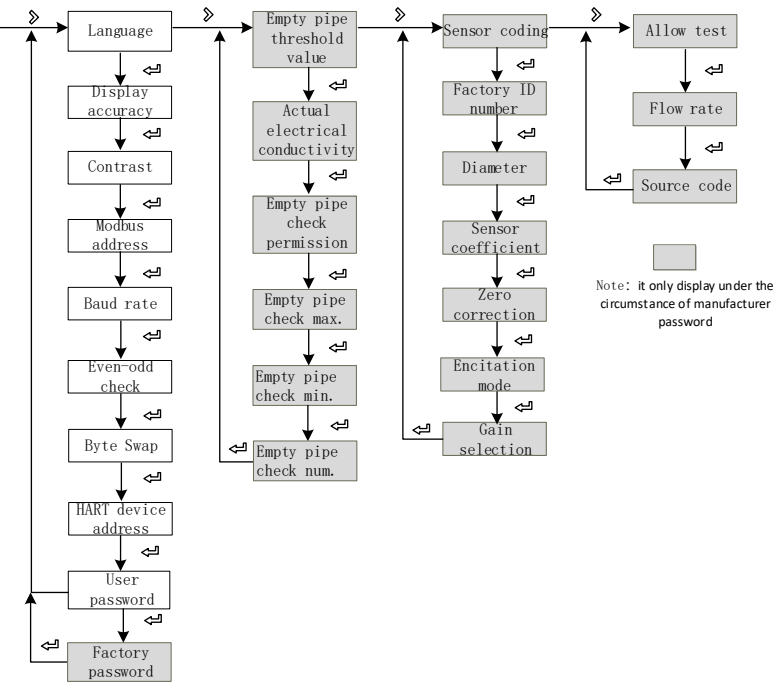 Language
Display
accuracy
Contrast
Modbus
address
Baud rate
Even-odd
check
Byte Swap
HART device
address
User
password
Factory
password
Empty pipe
threshold
value
Actual
electrical
conductivity
Empty pipe
check
permission
Empty pipe
check max.
Empty pipe
check min.
Empty pipe
check num.
Sensor coding
Factory ID
number
Diameter
Sensor
coefficient
Zero
correction
Encitation
mode
Gain
selection
Allow test
Flow rate
Source code
Note: it only display under the
circumstance of manufacturer
password